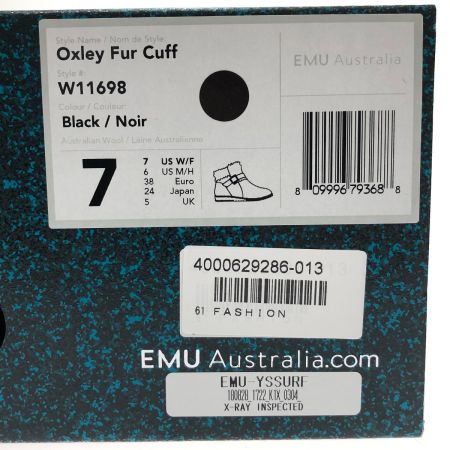 Style Name / Nom de Style:
Oxley Fur Cuff
Style #:
W11698
Colour / Couleur:
Black / Noir
Australian Wool / Laine Australienne
7
7 US W/F
6 US M/H
38 Euro
24 Japan
5 UK
EMU Australia
8 09996 79368 8
4000629286-013
61 FASHION
EMU Australia.com
EMU-YSSURF
180828_1722_KTX_0304_
X-RAY INSPECTED